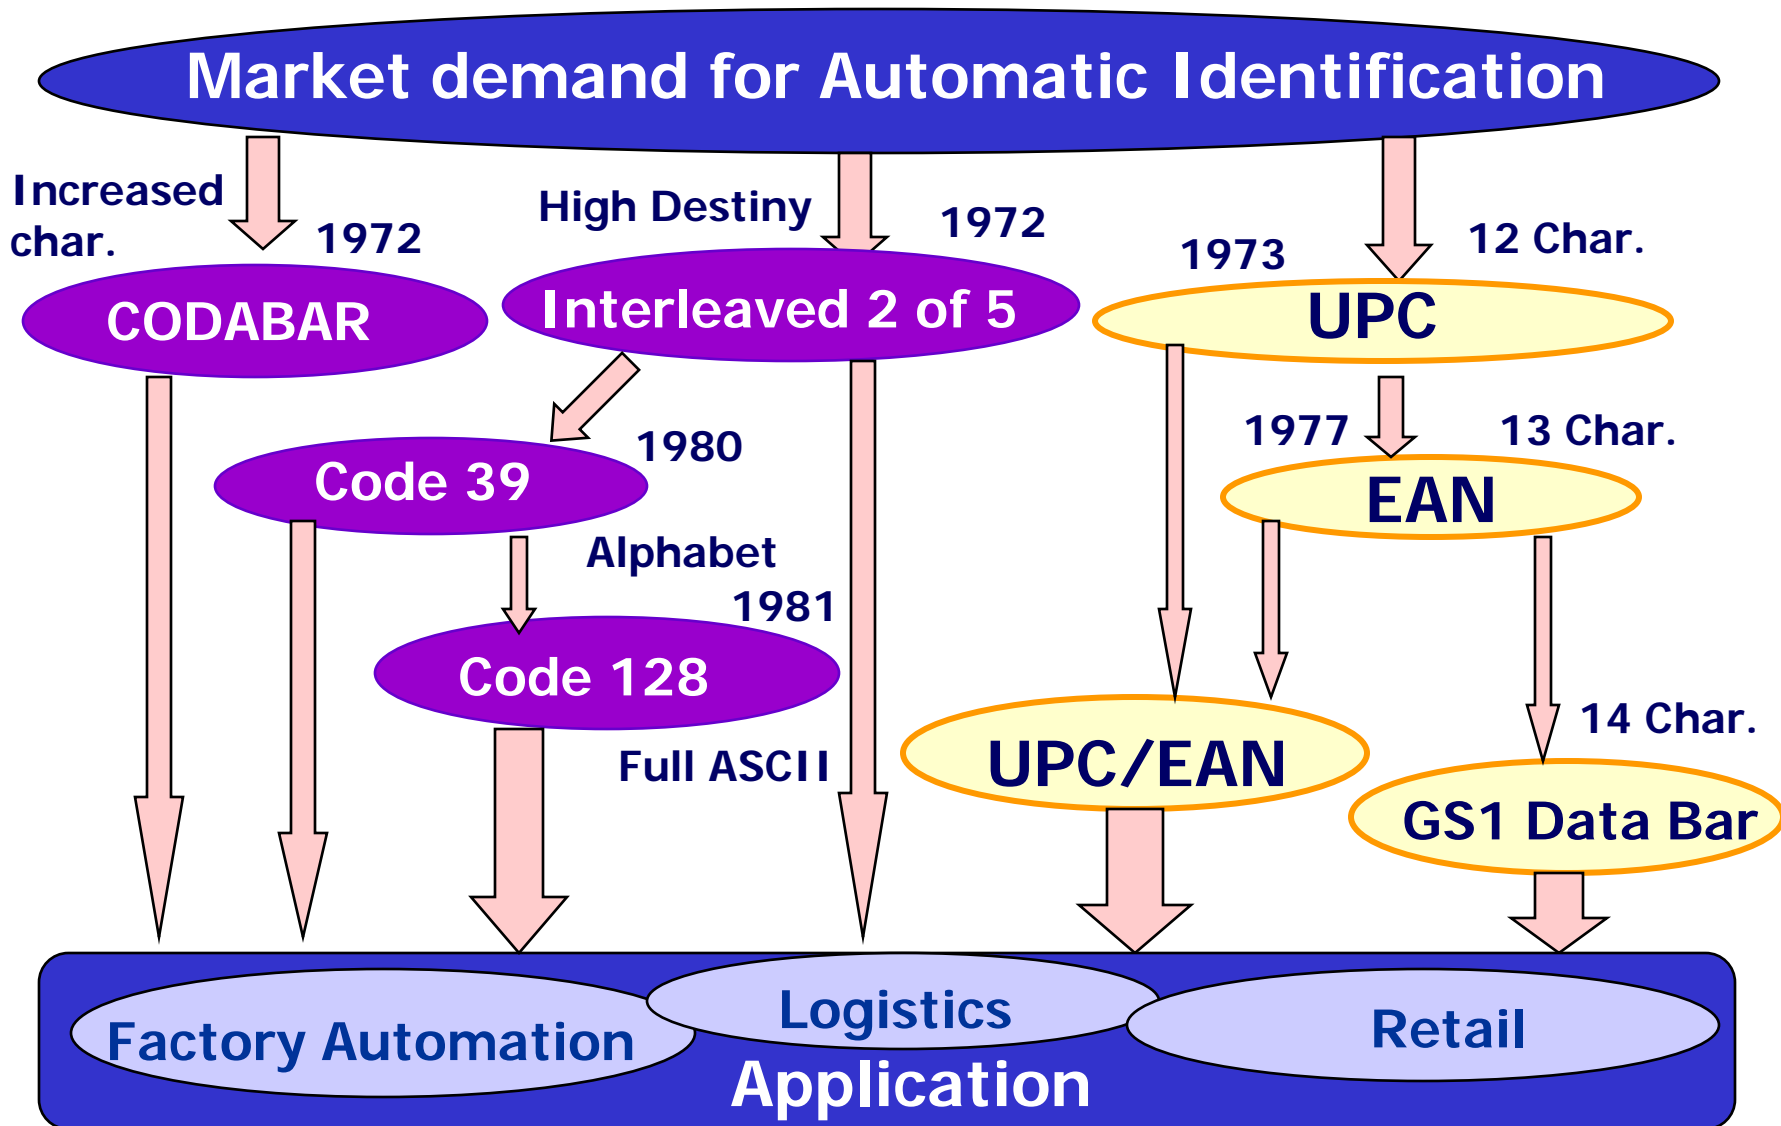 Market demand for Automatic Identification
Increased
char.
1972
High Destiny
1972
1973
12 Char.
CODABAR
Interleaved 2 of 5
UPC
1980
1977
13 Char.
Code 39
EAN
Alphabet
1981
Code 128
14 Char.
Full ASCII
UPC/EAN
GS1 Data Bar
Factory Automation
Logistics
Retail
Application